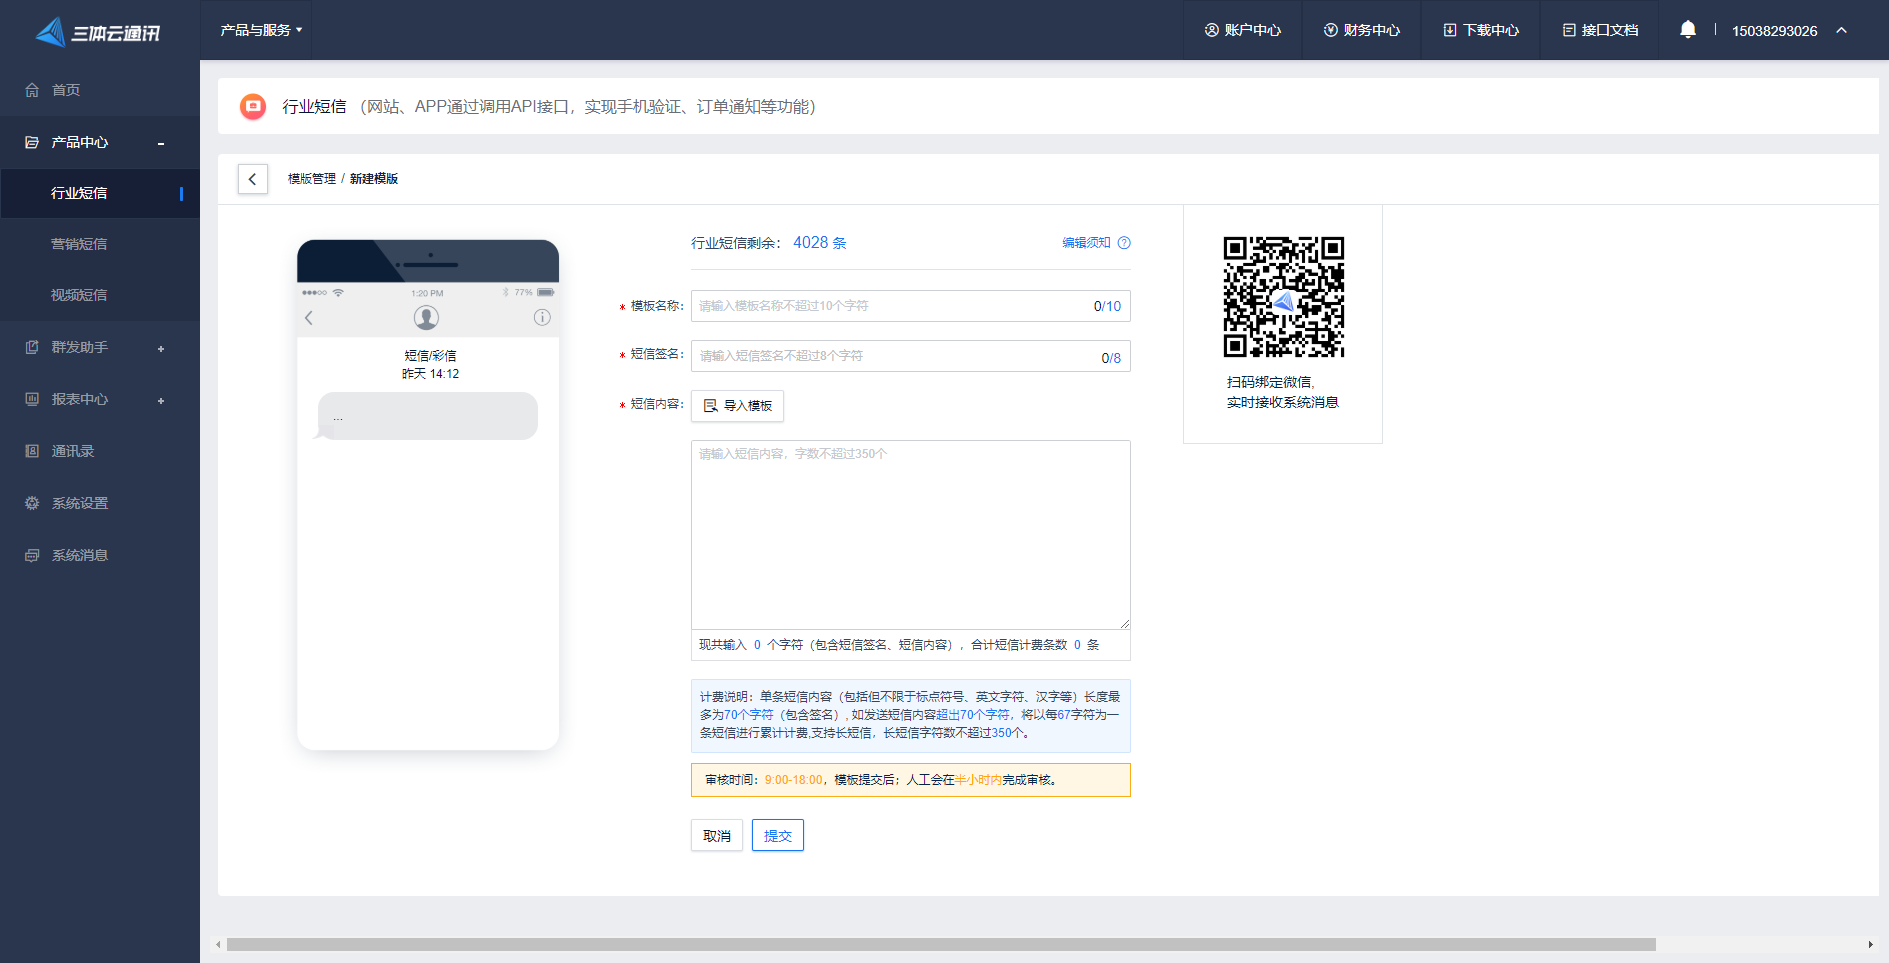 三体云通讯
产品与服务
账户中心
财务中心
下载中心
接口文档
15038293026
首页
产品中心
行业短信
营销短信
视频短信
群发助手
报表中心
通讯录
系统设置
系统消息
行业短信（网站、APP通过调用API接口，实现手机验证、订单通知等功能）
模版管理 / 新建模版
1:20 PM
77%
短信/彩信
昨天 14:12
...
行业短信剩余： 4028 条
编辑须知
* 模板名称：
请输入模板名称不超过10个字符
0/10
* 短信签名：
请输入短信签名不超过8个字符
0/8
* 短信内容：
导入模板
请输入短信内容，字数不超过350个
现共输入 0 个字符（包含短信签名、短信内容），合计短信计费条数 0 条
计费说明：单条短信内容（包括但不限于标点符号、英文字符、汉字等）长度最
多为70个字符（包含签名）,如发送短信内容超出70个字符，将以每67字符为一
条短信进行累计计费,支持长短信，长短信字符数不超过350个。
审核时间：9:00-18:00，模板提交后；人工会在半小时内完成审核。
取消
提交
扫码绑定微信,
实时接收系统消息